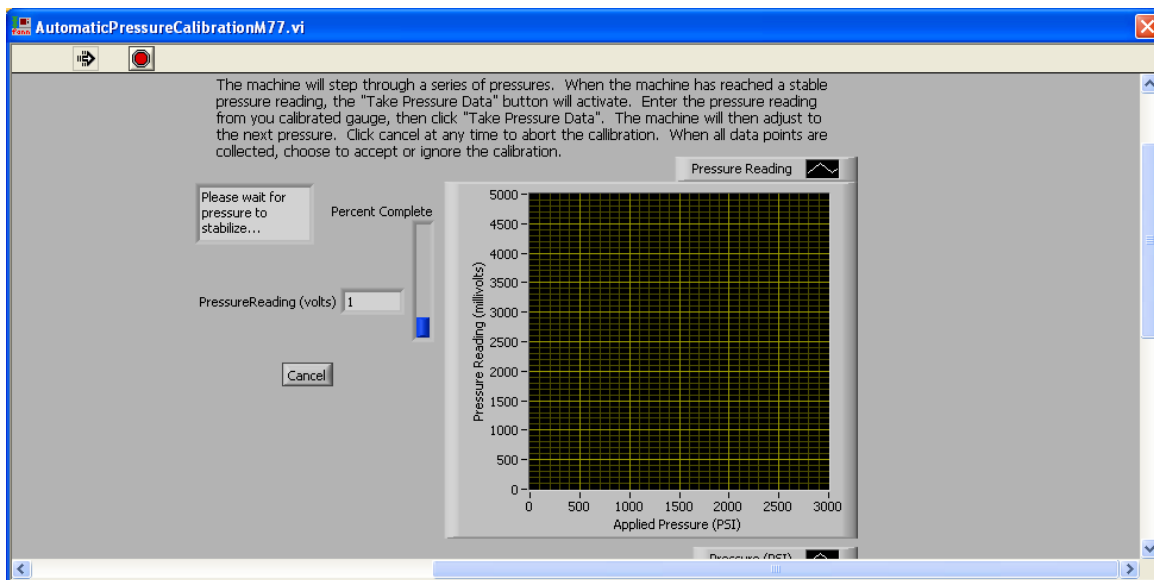 fann AutomaticPressureCalibrationM77.vi
The machine will step through a series of pressures. When the machine has reached a stable
pressure reading, the "Take Pressure Data" button will activate. Enter the pressure reading
from you calibrated gauge, then click "Take Pressure Data". The machine will then adjust to
the next pressure. Click cancel at any time to abort the callibration. When all data points are
collected, choose to accept or ignore the calibration.
Pressure Reading
Please wait for
pressure to
stabilize...
Percent Complete
PressureReading (volts) 1
Cancel
Pressure Reading (millivolts)
5000
4500
4000
3500
3000
2500
2000
1500
1000
500
0
0 500 1000 1500 2000 2500 3000
Applied Pressure (PSI)
Pressure (PSI)